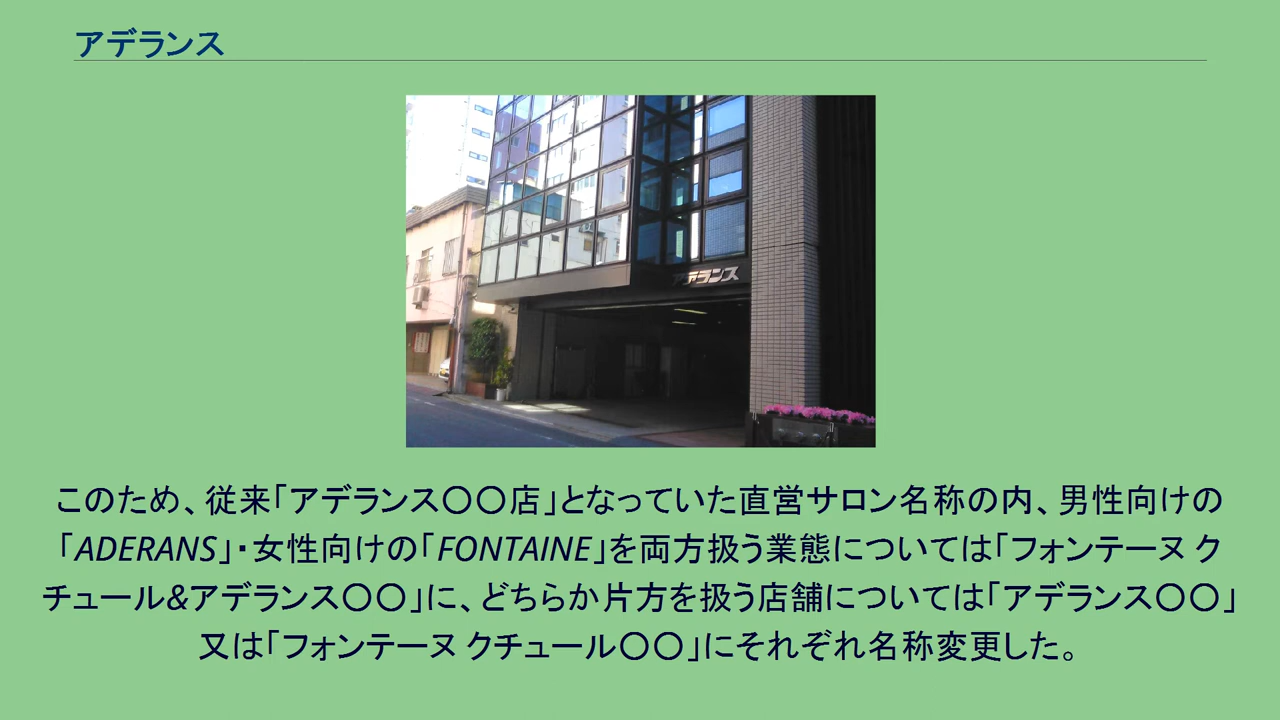 アデランス
アデランス
このため、従来「アデランス〇〇店」となっていた直営サロン名称の内、男性向けの
「ADERANS」・女性向けの「FONTAINE」を両方扱う業態については「フォンテーヌ ク
チュール&アデランス〇〇」に、どちらか片方を扱う店舗については「アデランス〇〇」
又は「フォンテーヌ クチュール〇〇」にそれぞれ名称変更した。